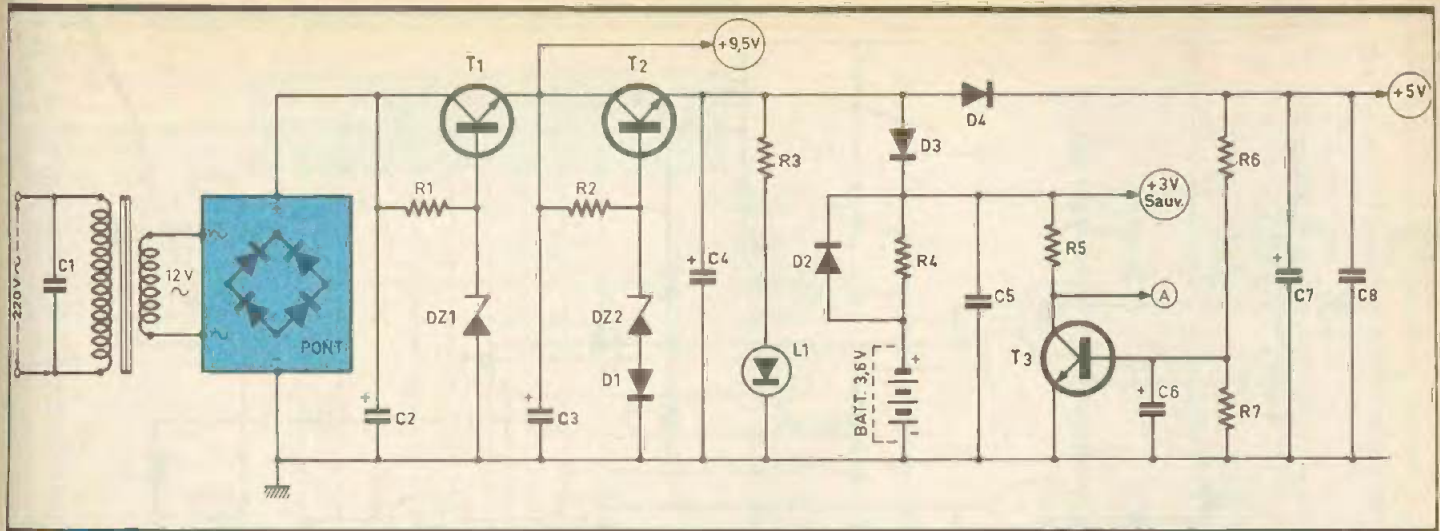 +9,5V
T1
T2
+5V
D4
D3
R3
R6
R1
R2
+3V
Sauv.
C1
220V~
12V
~
~
~
+
-
PONT
DZ1
DZ2
D1
+
C4
D2
R4
R5
C5
A
+
C7
C8
L1
T3
+
C2
+
C3
BATT. 3,6V
+
-
+
C6
R7